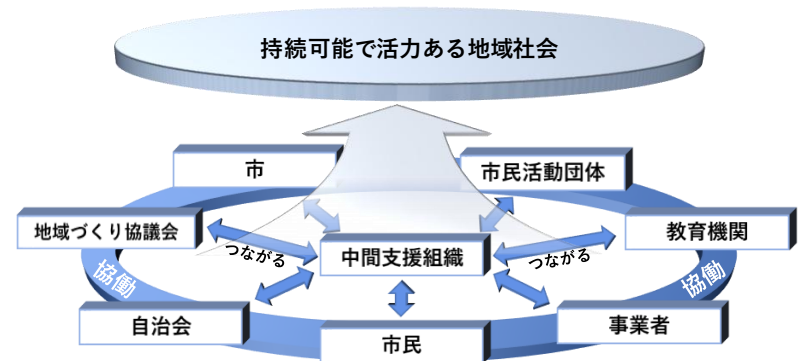 持続可能で活力ある地域社会
市
市民活動団体
地域づくり協議会
教育機関
つながる
中間支援組織
つながる
協働
協働
自治会
事業者
市民